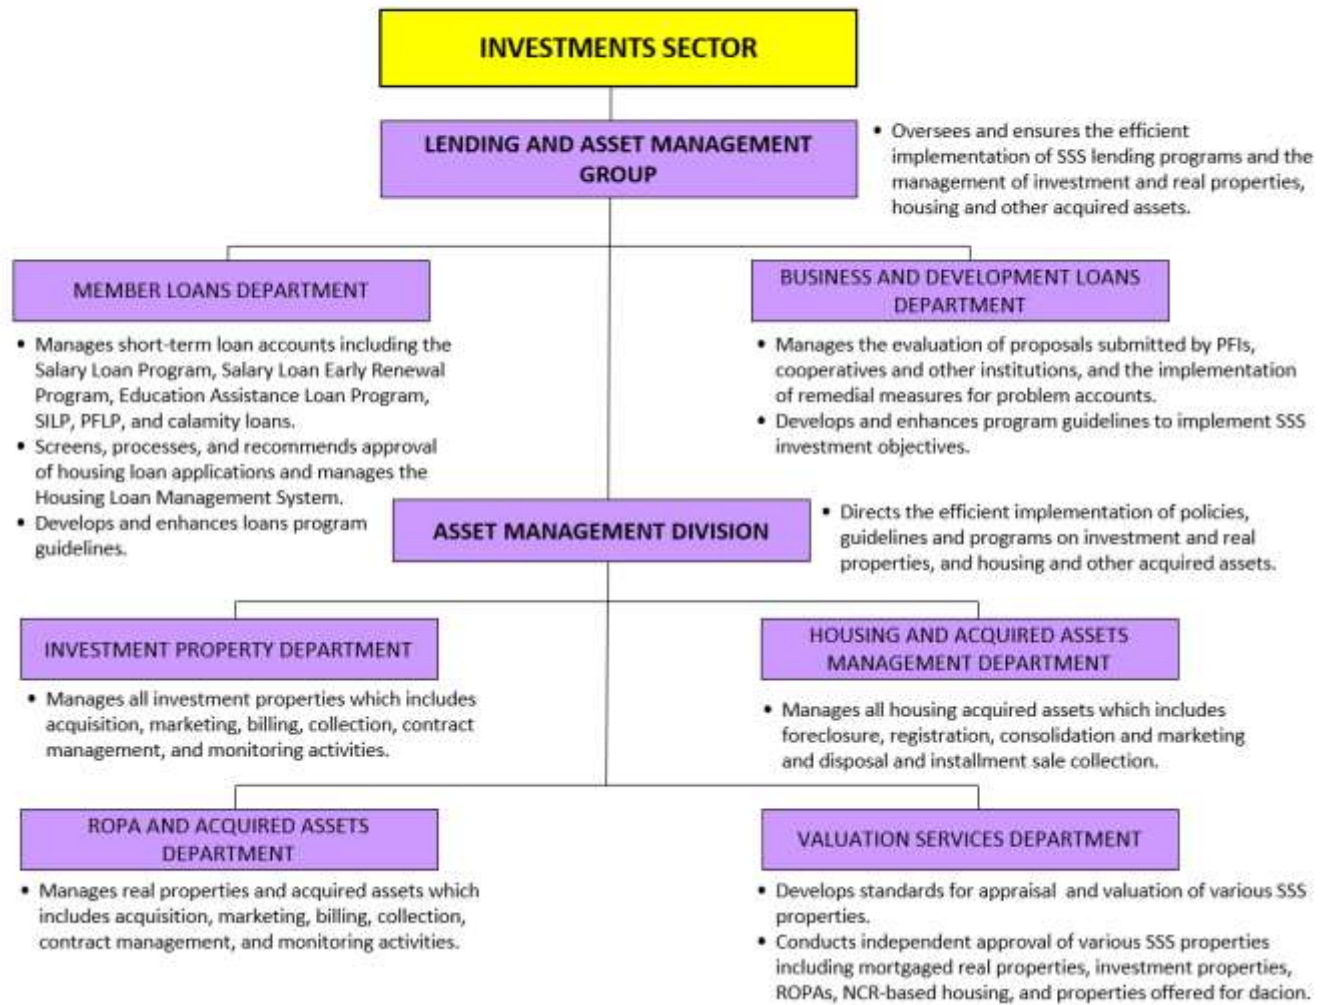 INVESTMENTS SECTOR
LENDING AND ASSET MANAGEMENT
GROUP
• Oversees and ensures the efficient
implementation of SSS lending programs and the
management of investment and real properties,
housing and other acquired assets.
MEMBER LOANS DEPARTMENT
• Manages short-term loan accounts including the
Salary Loan Program, Salary Loan Early Renewal
Program, Education Assistance Loan Program,
SILP, PFLP, and calamity loans.
• Screens, processes, and recommends approval
of housing loan applications and manages the
Housing Loan Management System.
• Develops and enhances loans program
guidelines.
BUSINESS AND DEVELOPMENT LOANS
DEPARTMENT
• Manages the evaluation of proposals submitted by PFIs,
cooperatives and other institutions, and the implementation
of remedial measures for problem accounts.
• Develops and enhances program guidelines to implement SSS
investment objectives.
ASSET MANAGEMENT DIVISION
• Directs the efficient implementation of policies,
guidelines and programs on investment and real
properties, and housing and other acquired assets.
INVESTMENT PROPERTY DEPARTMENT
• Manages all investment properties which includes
acquisition, marketing, billing, collection, contract
management, and monitoring activities.
HOUSING AND ACQUIRED ASSETS
MANAGEMENT DEPARTMENT
• Manages all housing acquired assets which includes
foreclosure, registration, consolidation and marketing
and disposal and installment sale collection.
ROPA AND ACQUIRED ASSETS
DEPARTMENT
• Manages real properties and acquired assets which
includes acquisition, marketing, billing, collection,
contract management, and monitoring activities.
VALUATION SERVICES DEPARTMENT
• Develops standards for appraisal and valuation of various SSS
properties.
• Conducts independent approval of various SSS properties
including mortgaged real properties, investment properties,
ROPAs, NCR-based housing, and properties offered for dacion.